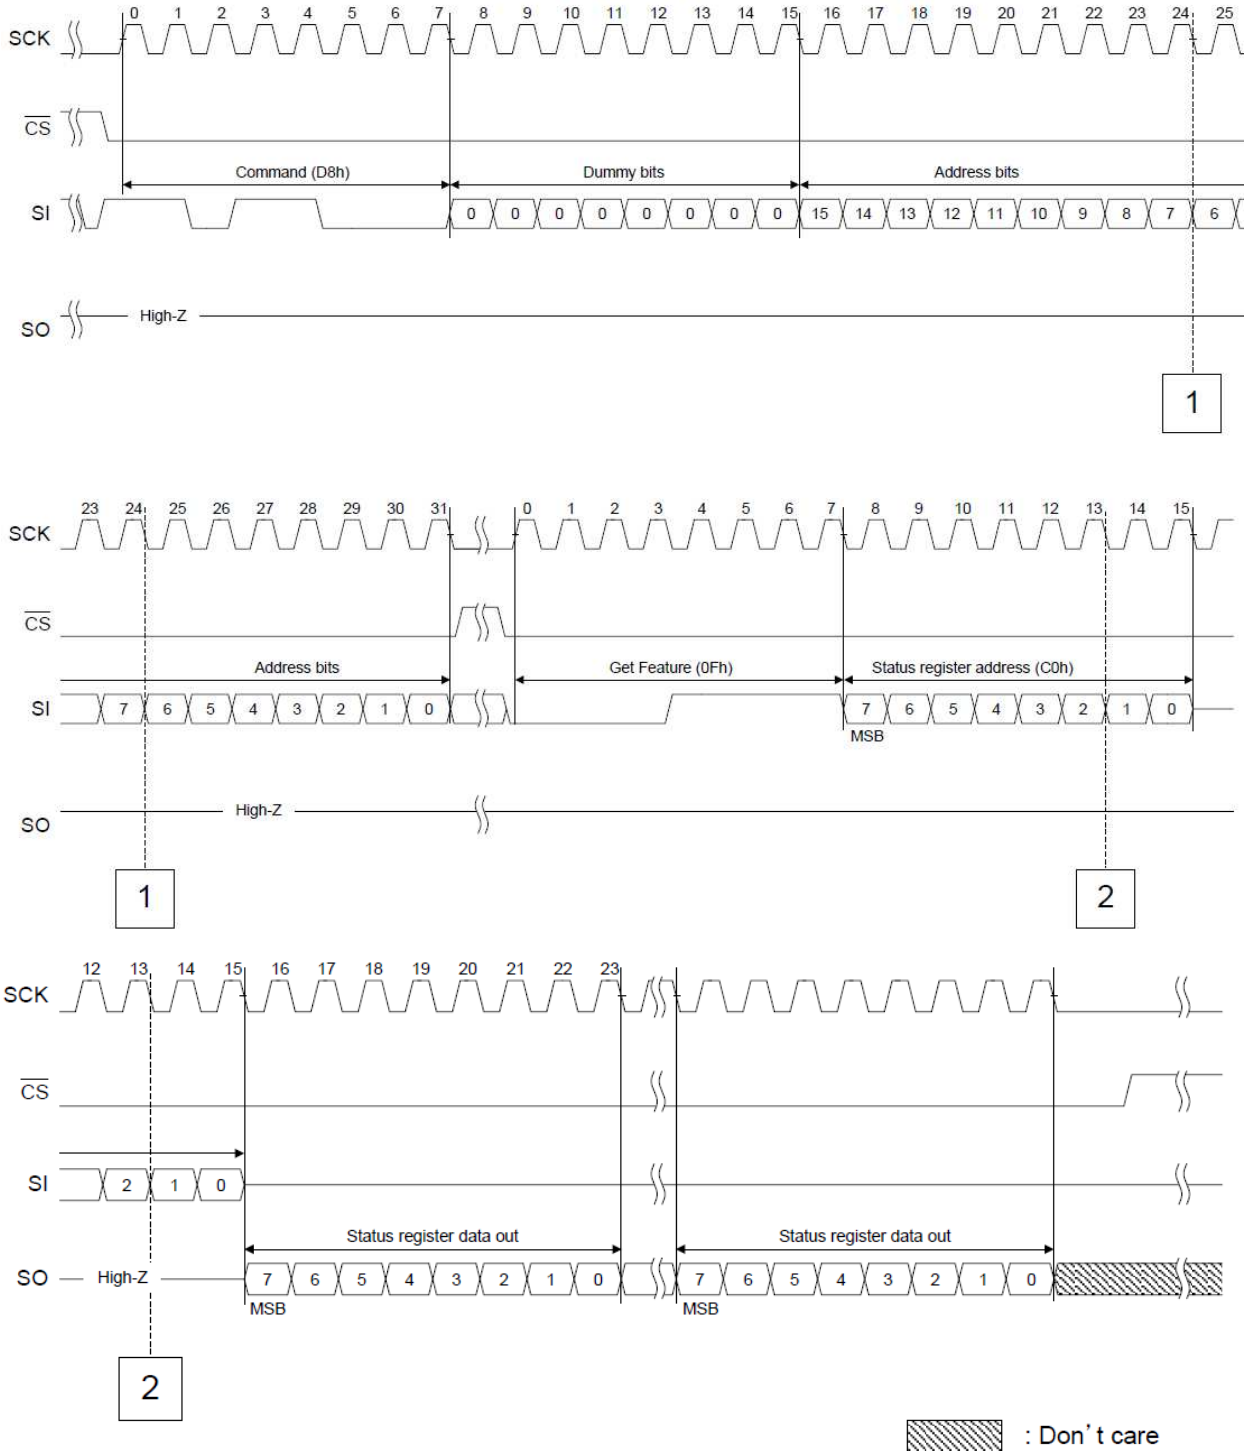 0 1 2 3 4 5 6 7 8 9 10 11 12 13 14 15 16 17 18 19 20 21 22 23 24 25
SCK
CS
Command (D8h) Dummy bits Address bits
SI 0 0 0 0 0 0 0 0 15 14 13 12 11 10 9 8 7 6
SO High-Z
1
23 24 25 26 27 28 29 30 31 0 1 2 3 4 5 6 7 8 9 10 11 12 13 14 15
SCK
CS
Address bits Get Feature (0Fh) Status register address (C0h)
SI 7 6 5 4 3 2 1 0 7 6 5 4 3 2 1 0
MSB
SO High-Z
1 2
12 13 14 15 16 17 18 19 20 21 22 23
SCK
CS
SI 2 1 0
Status register data out Status register data out
SO High-Z 7 6 5 4 3 2 1 0 7 6 5 4 3 2 1 0
MSB MSB
2
: Don't care